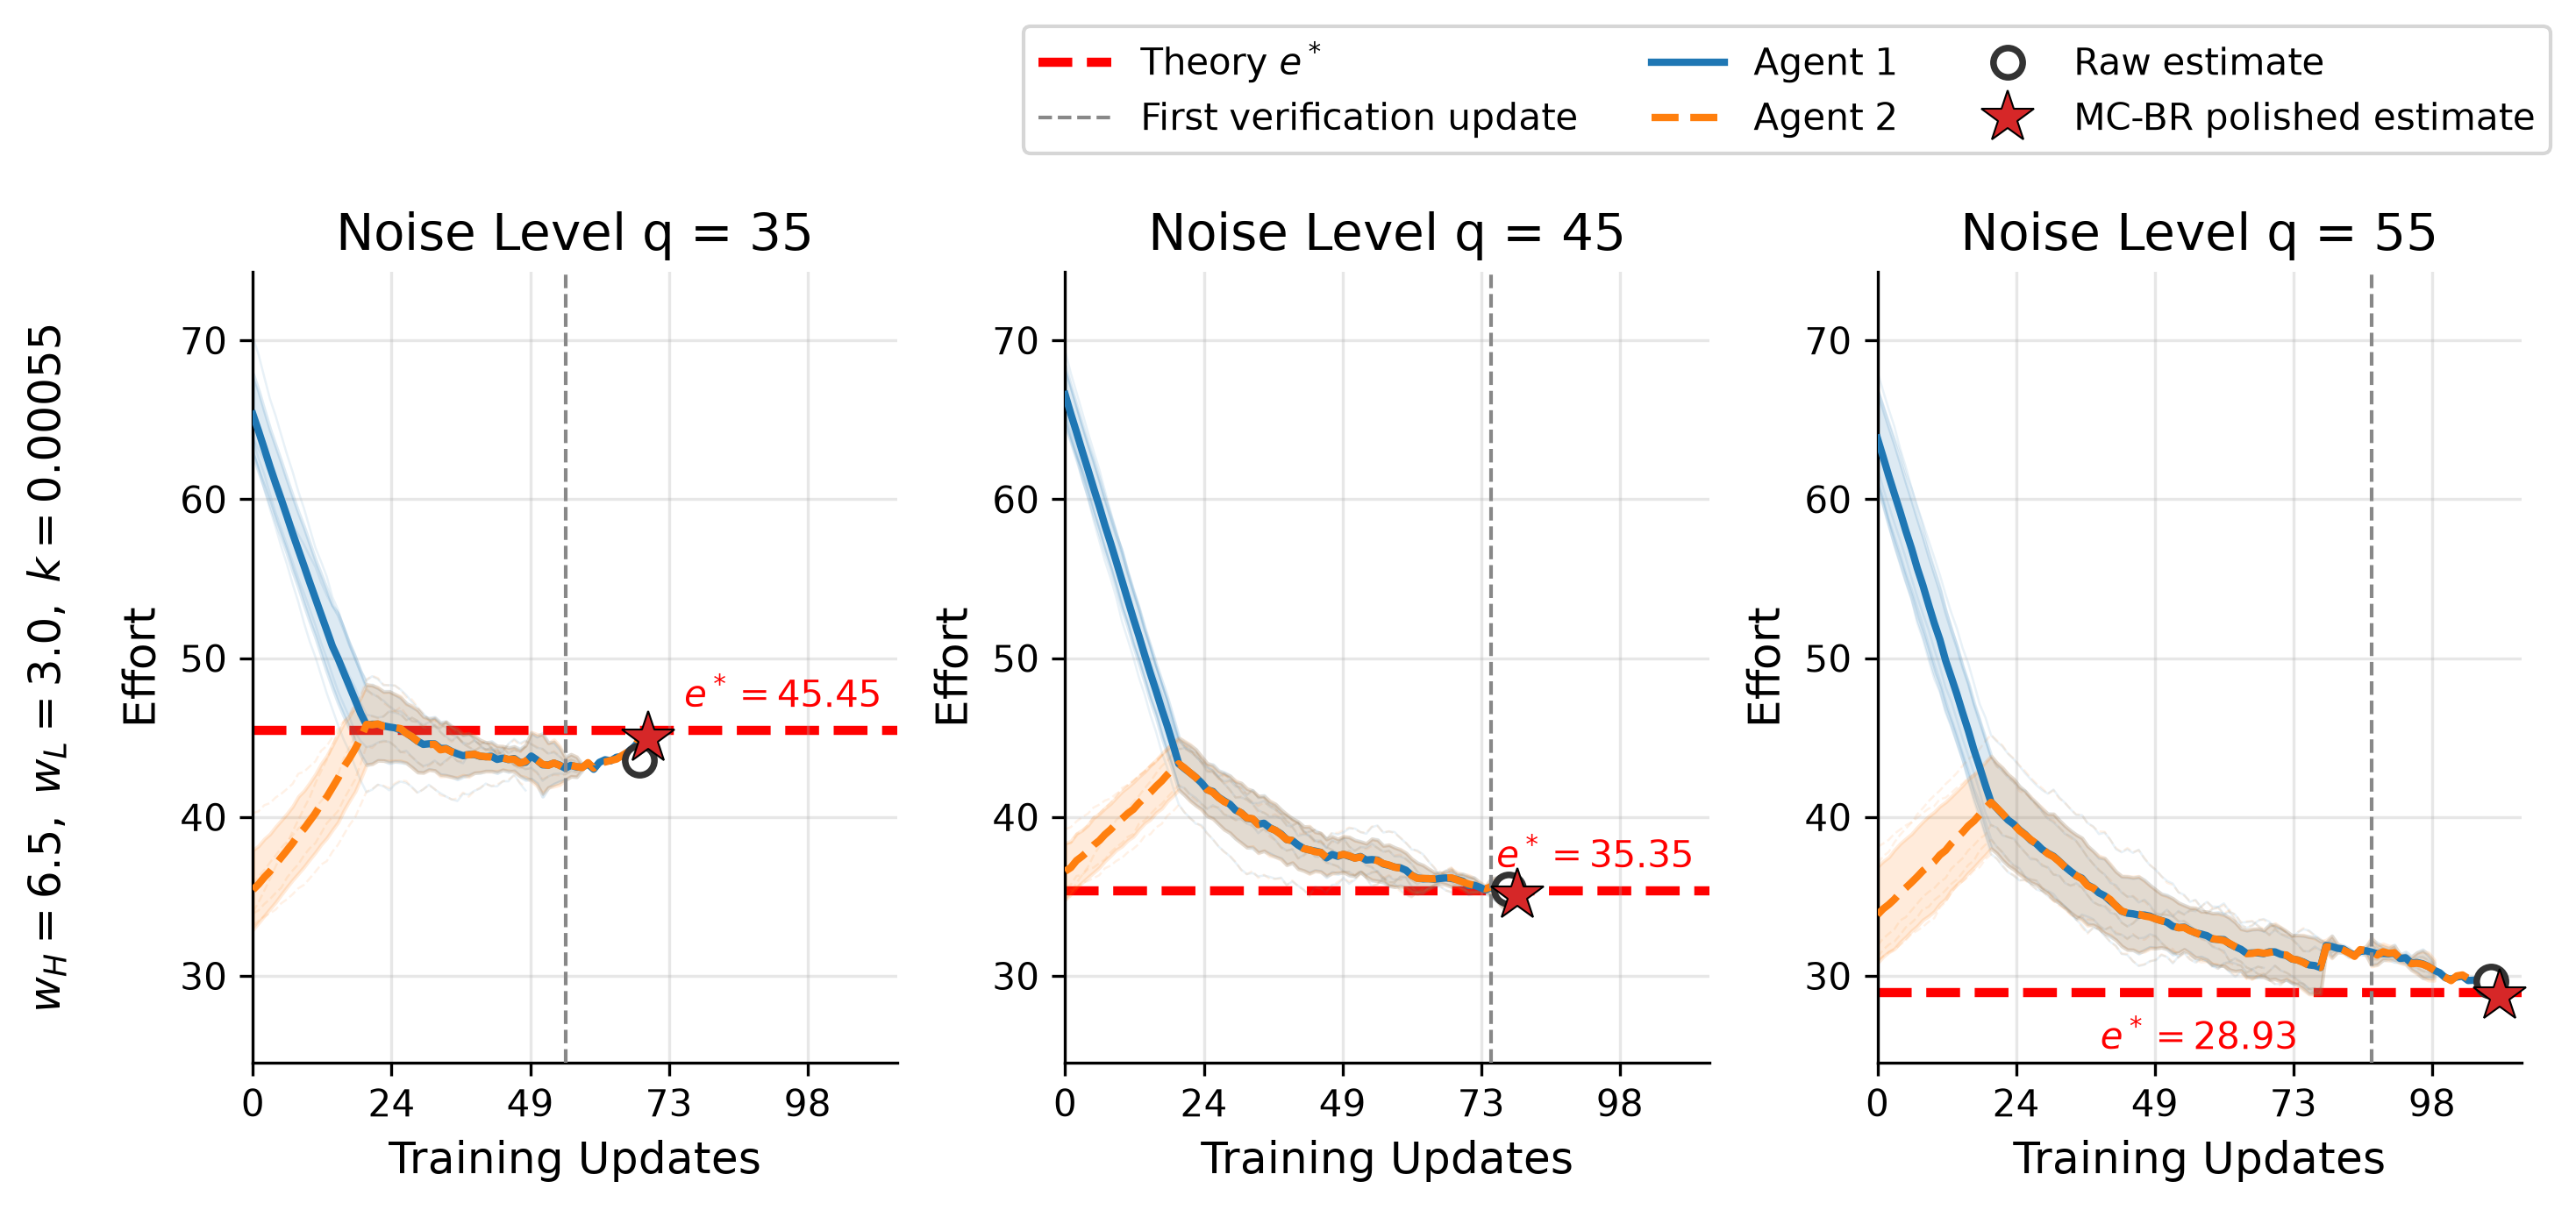 Theory e*
First verification update
Agent 1
Agent 2
Raw estimate
MC-BR polished estimate
w_H = 6.5, w_L = 3.0, k = 0.00055
Noise Level q = 35
Effort
70
60
50
40
30
e* = 45.45
0 24 49 73 98
Training Updates
Noise Level q = 45
Effort
70
60
50
40
30
e* = 35.35
0 24 49 73 98
Training Updates
Noise Level q = 55
Effort
70
60
50
40
30
e* = 28.93
0 24 49 73 98
Training Updates